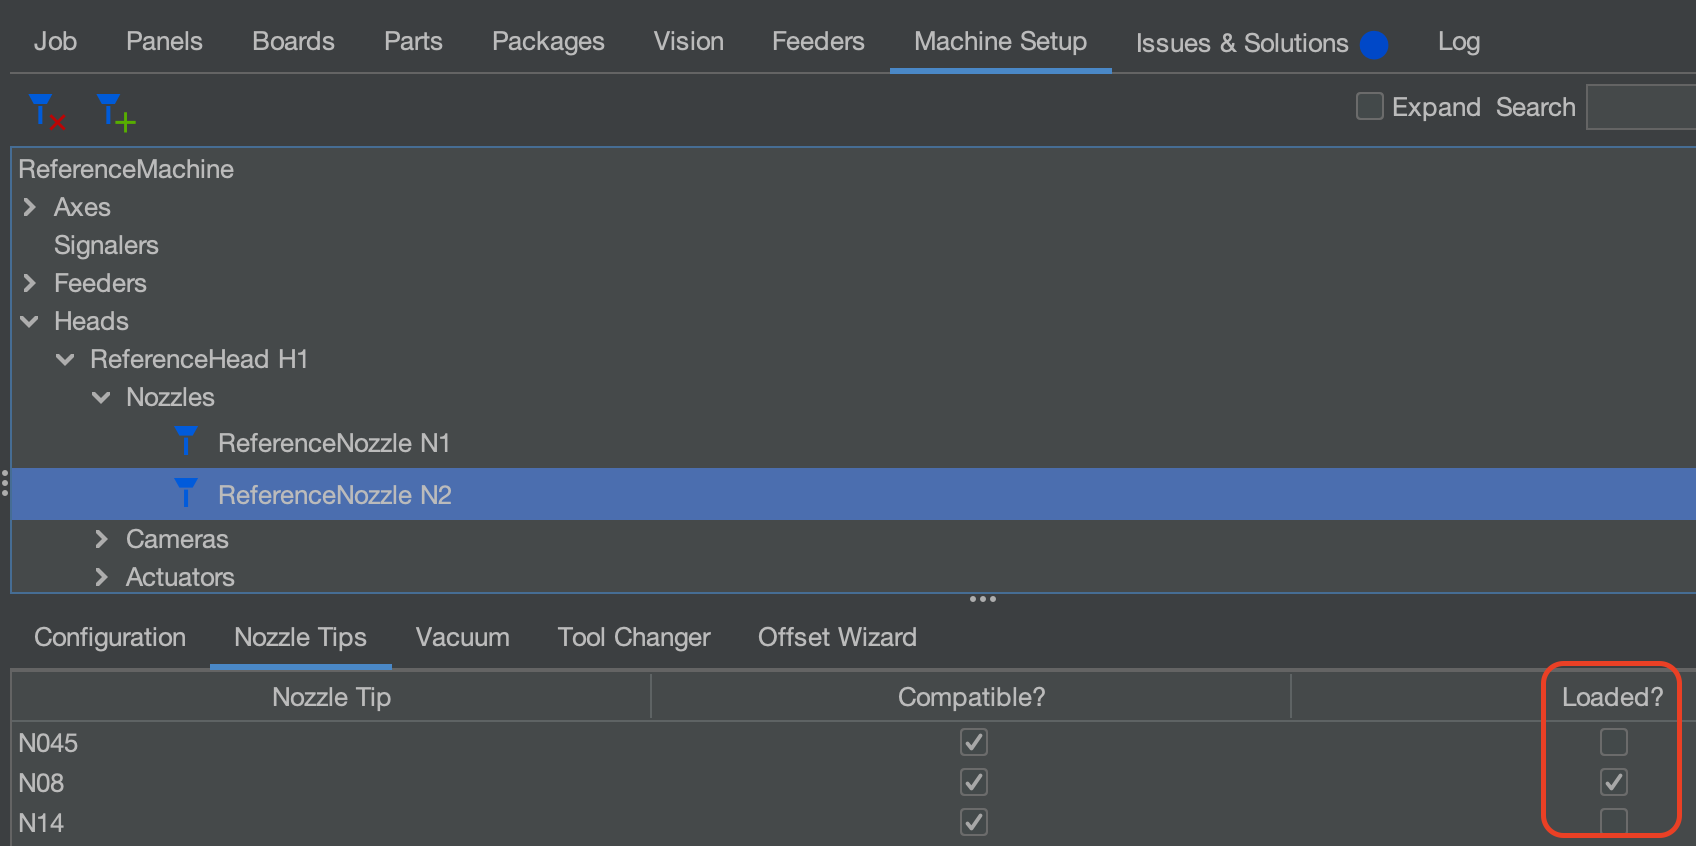 Job Panels Boards Parts Packages Vision Feeders Machine Setup Issues & Solutions Log
Expand Search
ReferenceMachine
Axes
Signalers
Feeders
Heads
ReferenceHead H1
Nozzles
ReferenceNozzle N1
ReferenceNozzle N2
Cameras
Actuators
Configuration Nozzle Tips Vacuum Tool Changer Offset Wizard
Nozzle Tip Compatible? Loaded?
N045
N08
N14